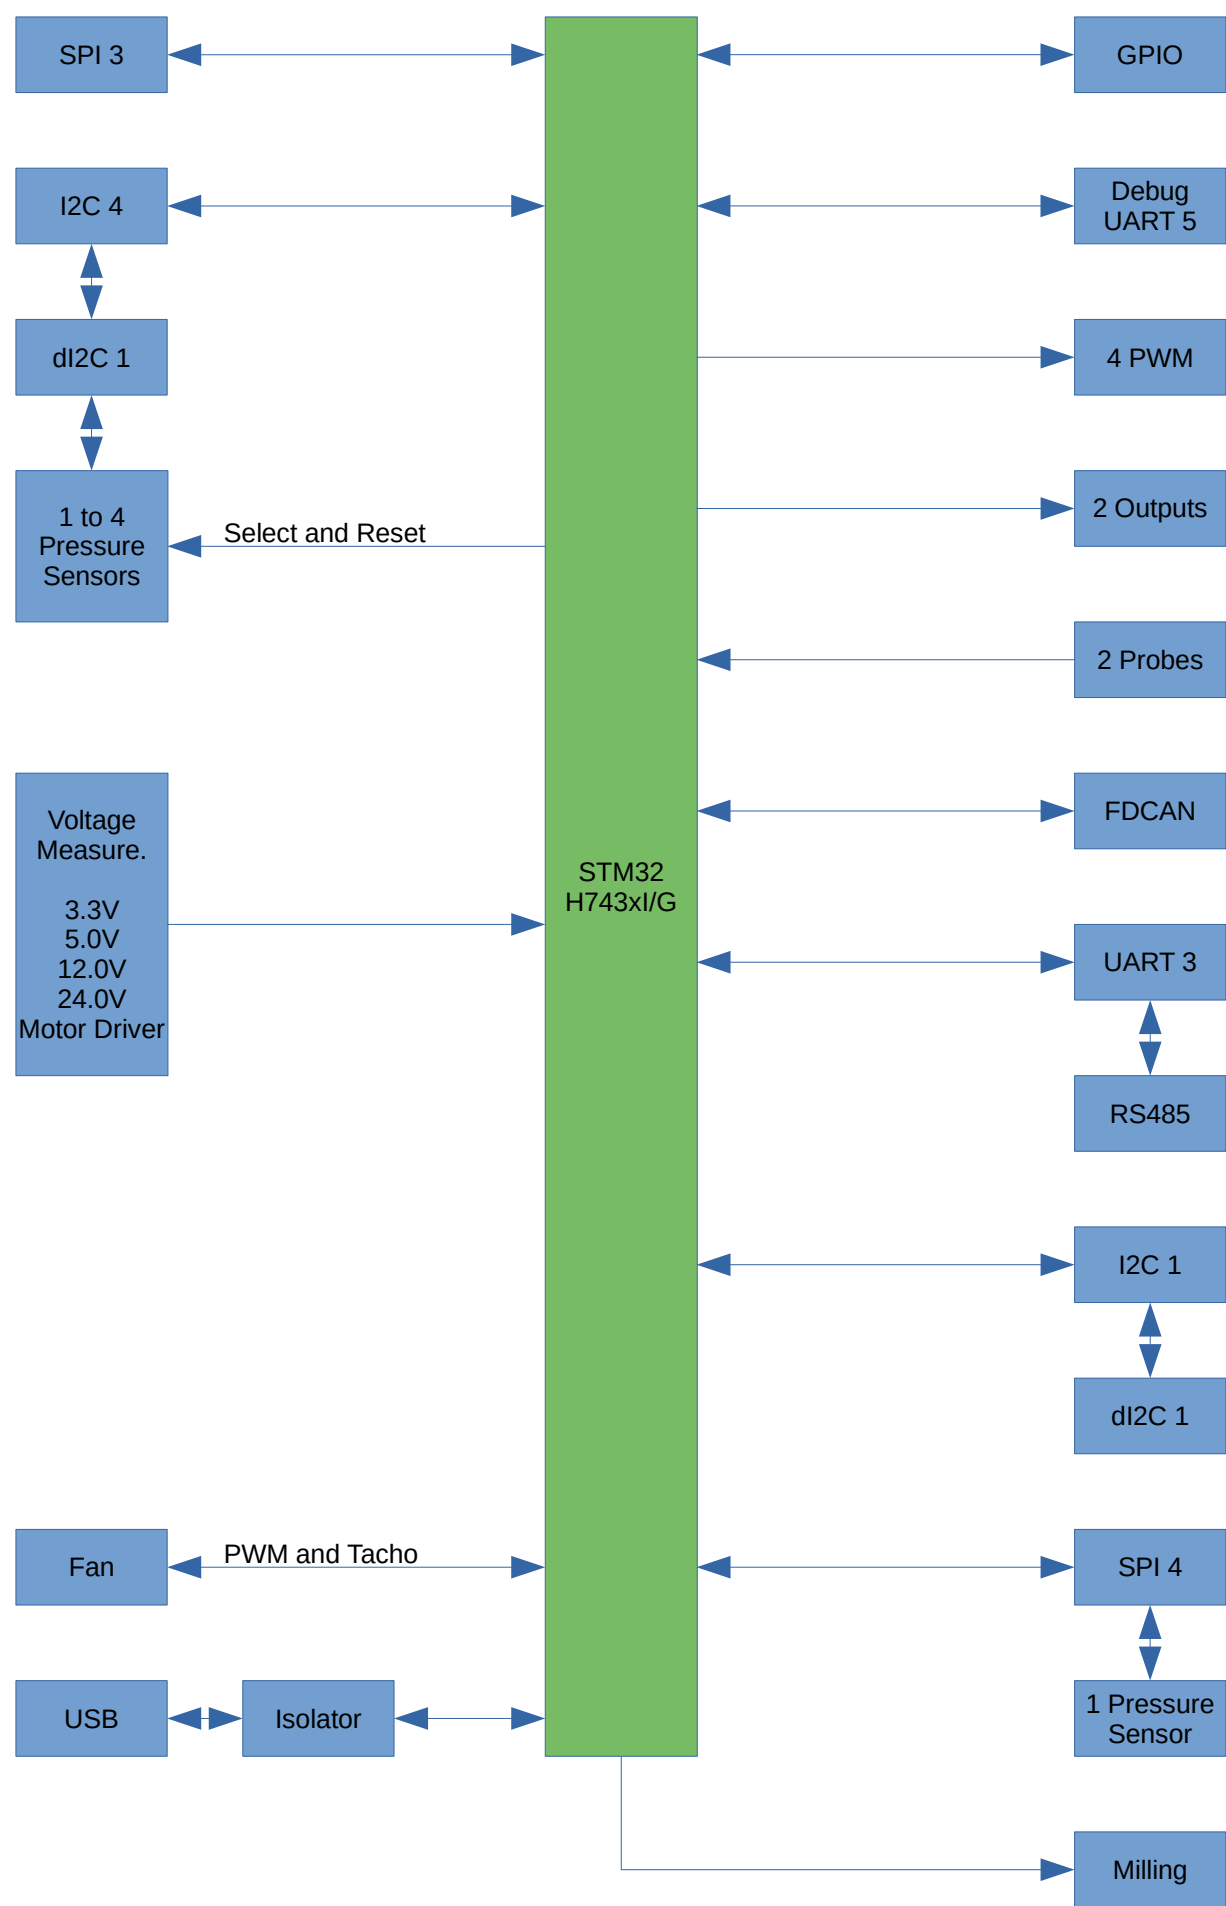 SPI 3
GPIO
I2C 4
Debug
UART 5
dI2C 1
4 PWM
1 to 4
Pressure
Sensors
Select and Reset
2 Outputs
2 Probes
Voltage
Measure.
3.3V
5.0V
12.0V
24.0V
Motor Driver
STM32
H743xI/G
FDCAN
UART 3
RS485
I2C 1
dI2C 1
Fan
PWM and Tacho
SPI 4
USB
Isolator
1 Pressure
Sensor
Milling